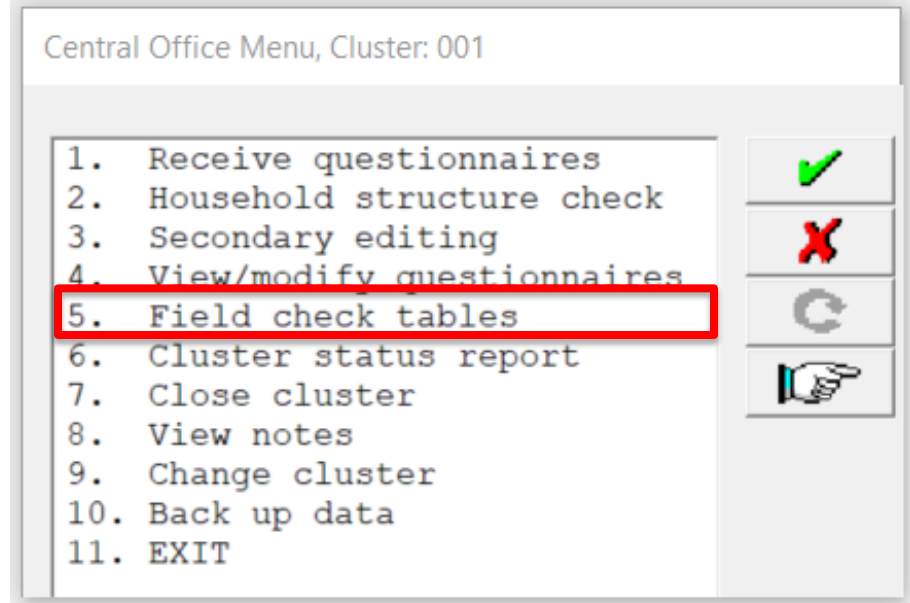 Central Office Menu, Cluster: 001
1. Receive questionnaires
2. Household structure check
3. Secondary editing
4. View/modify questionnaires
5. Field check tables
6. Cluster status report
7. Close cluster
8. View notes
9. Change cluster
10. Back up data
11. EXIT